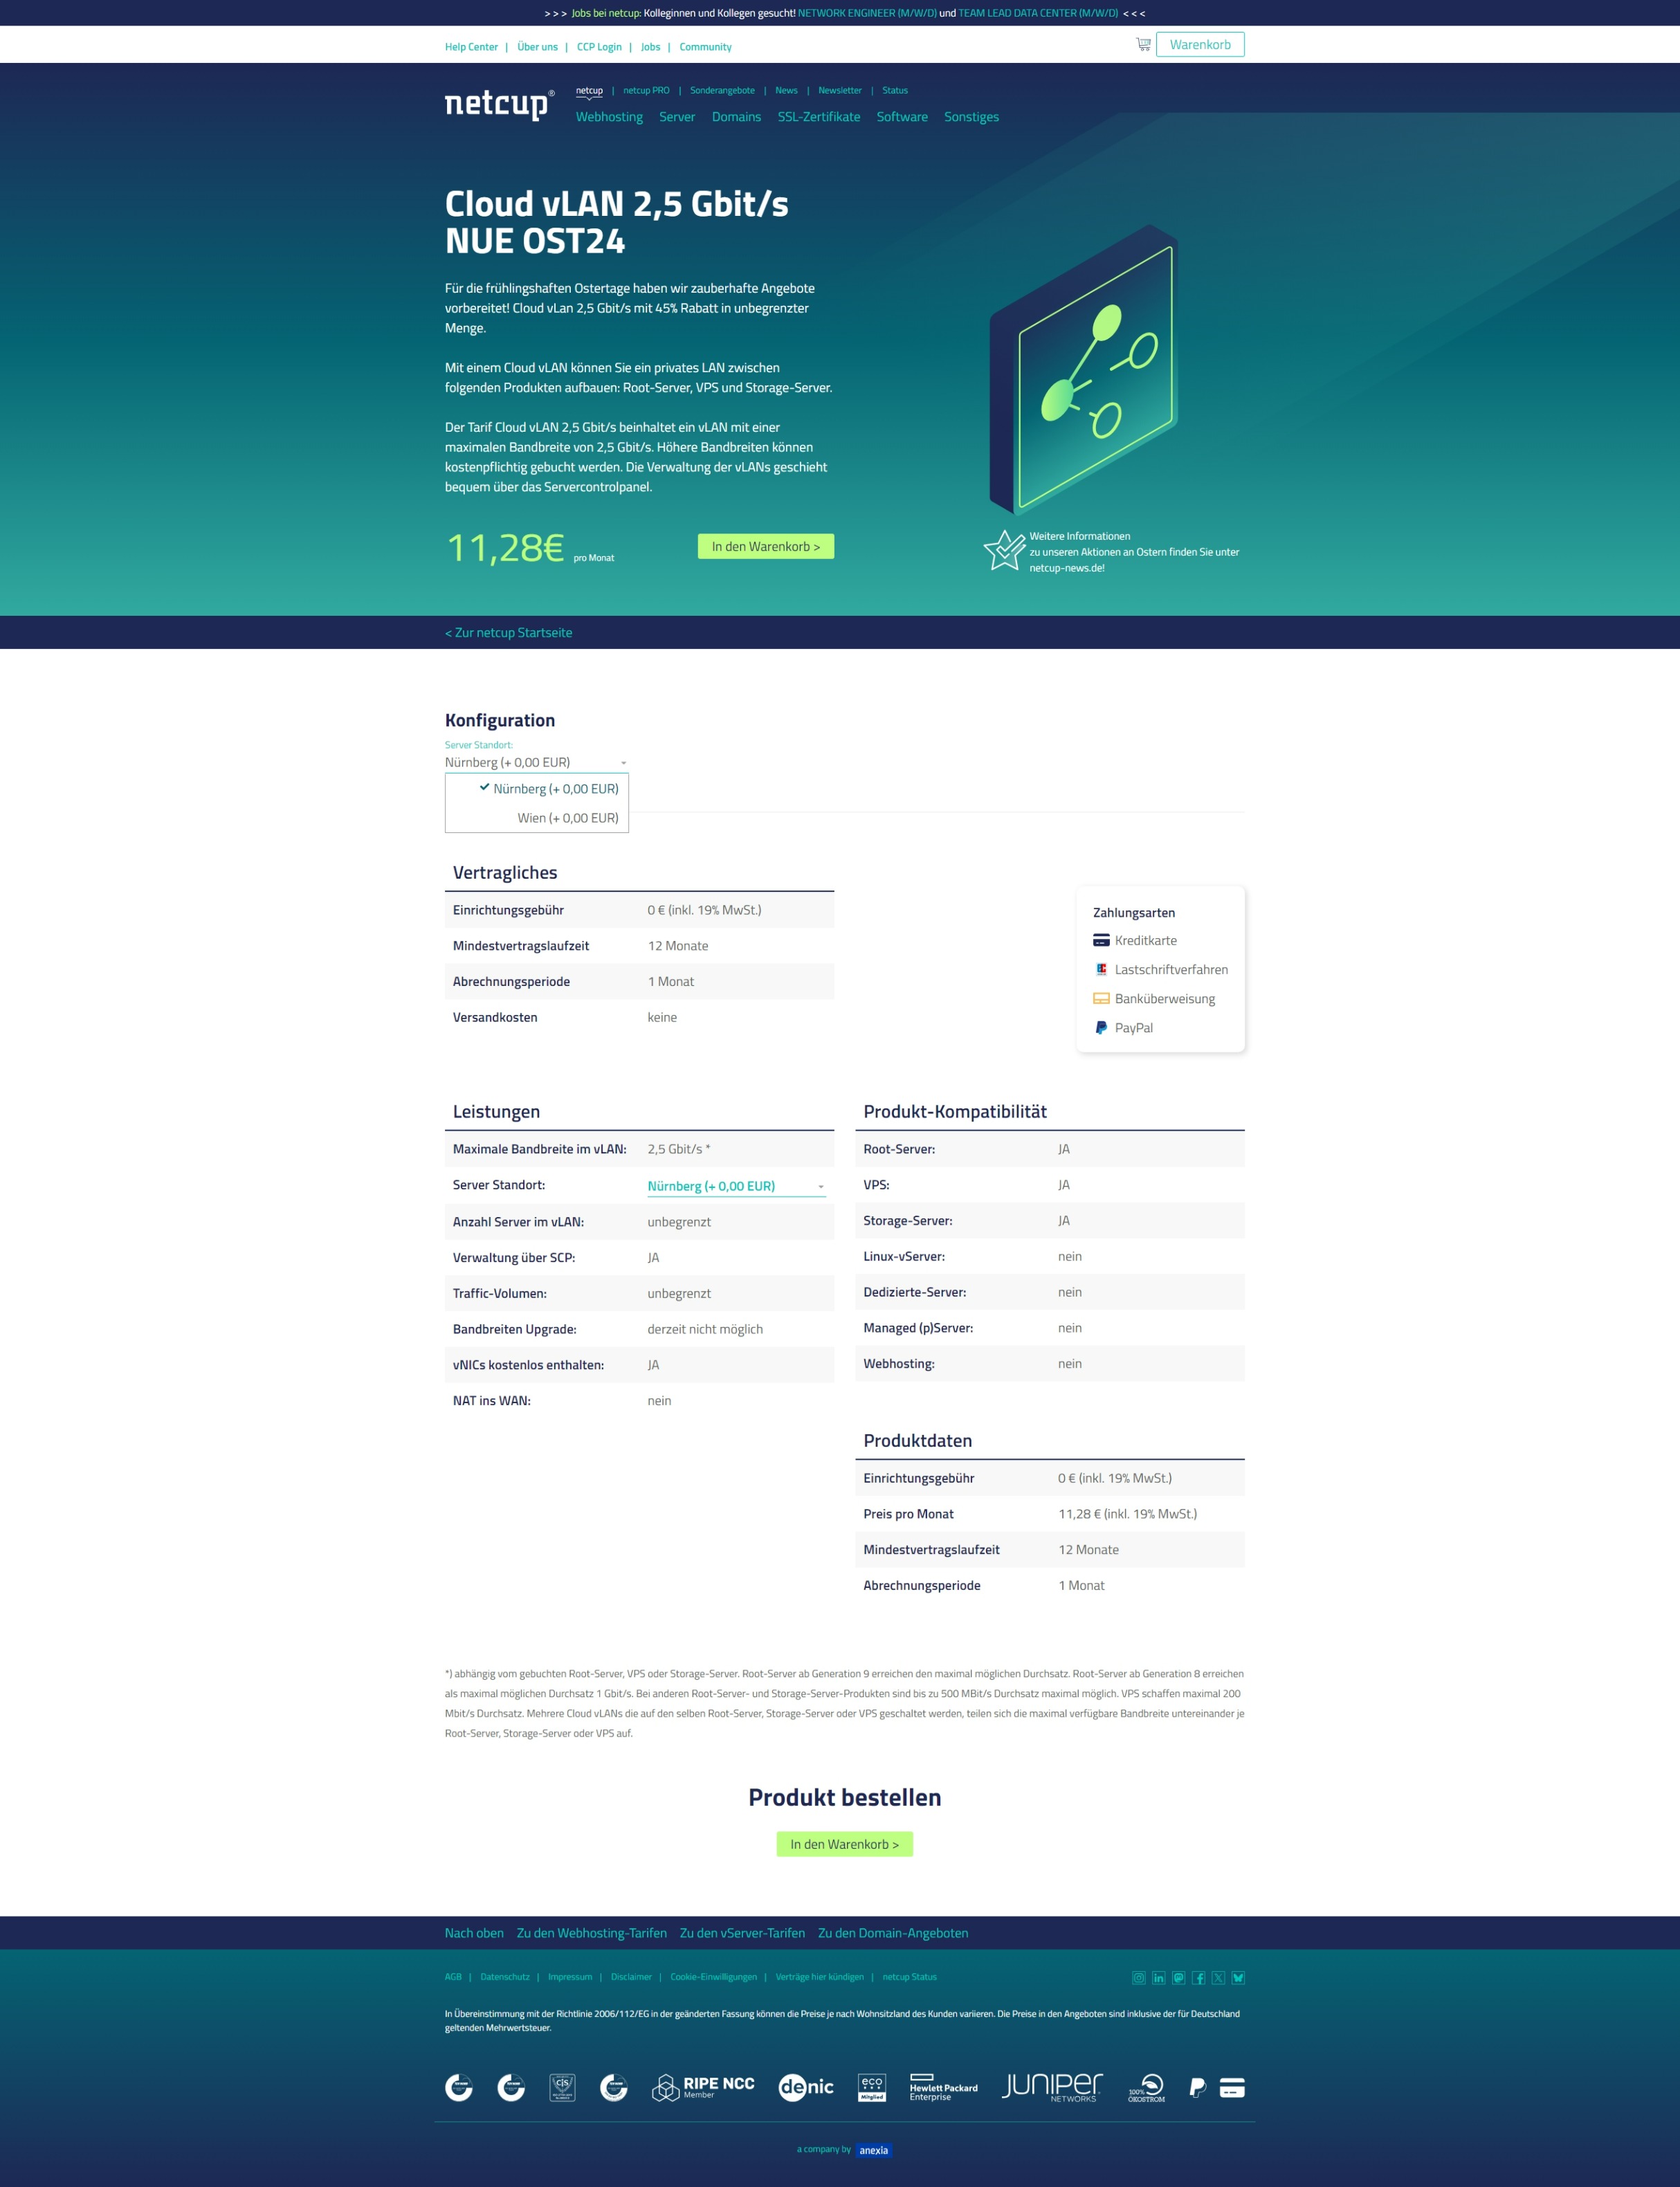 > > > Jobs bei netcup: Kolleginnen und Kollegen gesucht! NETWORK ENGINEER (M/W/D) und TEAM LEAD DATA CENTER (M/W/D) < < <
Help Center | Über uns | CCP Login | Jobs | Community
Warenkorb
netcup®
netcup | netcup PRO | Sonderangebote | News | Newsletter | Status
Webhosting Server Domains SSL-Zertifikate Software Sonstiges
Cloud vLAN 2,5 Gbit/s
NUE OST24
Für die frühlingshaften Ostertage haben wir zauberhafte Angebote
vorbereitet! Cloud vLan 2,5 Gbit/s mit 45% Rabatt in unbegrenzter
Menge.
Mit einem Cloud vLAN können Sie ein privates LAN zwischen
folgenden Produkten aufbauen: Root-Server, VPS und Storage-Server.
Der Tarif Cloud vLAN 2,5 Gbit/s beinhaltet ein vLAN mit einer
maximalen Bandbreite von 2,5 Gbit/s. Höhere Bandbreiten können
kostenpflichtig gebucht werden. Die Verwaltung der vLANs geschieht
bequem über das Servercontrolpanel.
11,28€ pro Monat
In den Warenkorb >
Weitere Informationen
zu unseren Aktionen an Ostern finden Sie unter
netcup-news.de!
< Zur netcup Startseite
Konfiguration
Server Standort:
Nürnberg (+ 0,00 EUR)
Nürnberg (+ 0,00 EUR)
Wien (+ 0,00 EUR)
Vertragliches
Einrichtungsgebühr 0 € (inkl. 19% MwSt.)
Mindestvertragslaufzeit 12 Monate
Abrechnungsperiode 1 Monat
Versandkosten keine
Zahlungsarten
Kreditkarte
Lastschriftverfahren
Banküberweisung
PayPal
Leistungen
Maximale Bandbreite im vLAN: 2,5 Gbit/s *
Server Standort: Nürnberg (+ 0,00 EUR)
Anzahl Server im vLAN: unbegrenzt
Verwaltung über SCP: JA
Traffic-Volumen: unbegrenzt
Bandbreiten Upgrade: derzeit nicht möglich
vNICs kostenlos enthalten: JA
NAT ins WAN: nein
Produkt-Kompatibilität
Root-Server: JA
VPS: JA
Storage-Server: JA
Linux-vServer: nein
Dedizierte-Server: nein
Managed (p)Server: nein
Webhosting: nein
Produktdaten
Einrichtungsgebühr 0 € (inkl. 19% MwSt.)
Preis pro Monat 11,28 € (inkl. 19% MwSt.)
Mindestvertragslaufzeit 12 Monate
Abrechnungsperiode 1 Monat
*) abhängig vom gebuchten Root-Server, VPS oder Storage-Server. Root-Server ab Generation 9 erreichen den maximal möglichen Durchsatz. Root-Server ab Generation 8 erreichen
als maximal möglichen Durchsatz 1 Gbit/s. Bei anderen Root-Server- und Storage-Server-Produkten sind bis zu 500 MBit/s Durchsatz maximal möglich. VPS schaffen maximal 200
Mbit/s Durchsatz. Mehrere Cloud vLANs die auf den selben Root-Server, Storage-Server oder VPS geschaltet werden, teilen sich die maximal verfügbare Bandbreite untereinander je
Root-Server, Storage-Server oder VPS auf.
Produkt bestellen
In den Warenkorb >
Nach oben Zu den Webhosting-Tarifen Zu den vServer-Tarifen Zu den Domain-Angeboten
AGB | Datenschutz | Impressum | Disclaimer | Cookie-Einwilligungen | Verträge hier kündigen | netcup Status
In Übereinstimmung mit der Richtlinie 2006/112/EG in der geänderten Fassung können die Preise je nach Wohnsitzland des Kunden variieren. Die Preise in den Angeboten sind inklusive der für Deutschland
geltenden Mehrwertsteuer.
RIPE NCC
Member
denic
eco
Mitglied
Hewlett Packard
Enterprise
JUNIPER
NETWORKS
100%
ÖKOSTROM
a company by anexia